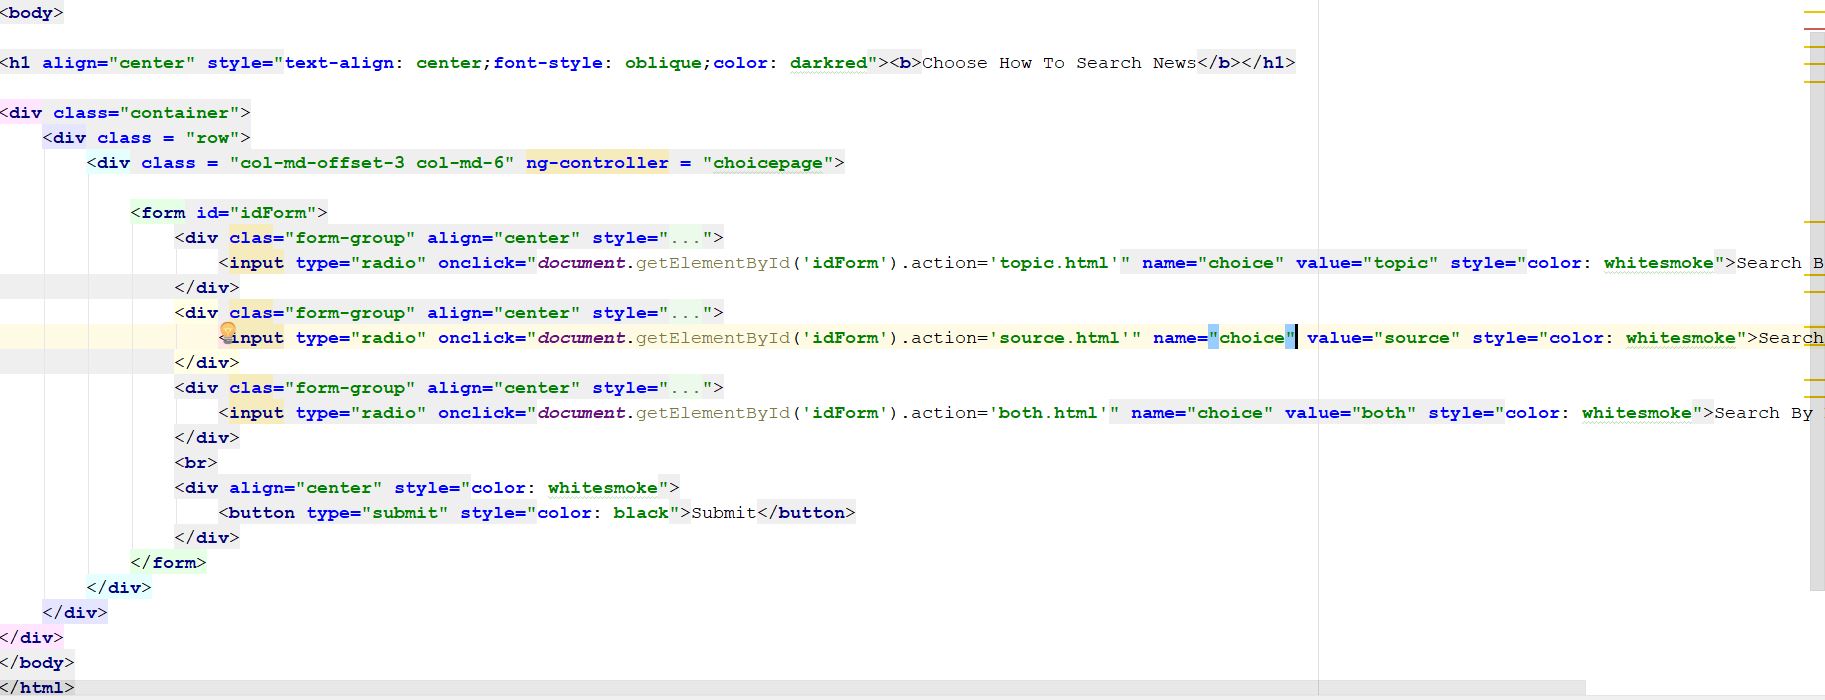 <body>
<h1 align="center" style="text-align: center;font-style: oblique;color: darkred"><b>Choose How To Search News</b></h1>
<div class="container">
<div class = "row">
<div class = "col-md-offset-3 col-md-6" ng-controller = "choicepage">
<form id="idForm">
<div clas="form-group" align="center" style="...">
<input type="radio" onclick="document.getElementById('idForm').action='topic.html'" name="choice" value="topic" style="color: whitesmoke">Search B
</div>
<div clas="form-group" align="center" style="...">
<input type="radio" onclick="document.getElementById('idForm').action='source.html'" name="choice" value="source" style="color: whitesmoke">Search
</div>
<div clas="form-group" align="center" style="...">
<input type="radio" onclick="document.getElementById('idForm').action='both.html'" name="choice" value="both" style="color: whitesmoke">Search By
</div>
<br>
<div align="center" style="color: whitesmoke">
<button type="submit" style="color: black">Submit</button>
</div>
</form>
</div>
</div>
</div>
</body>
</html>